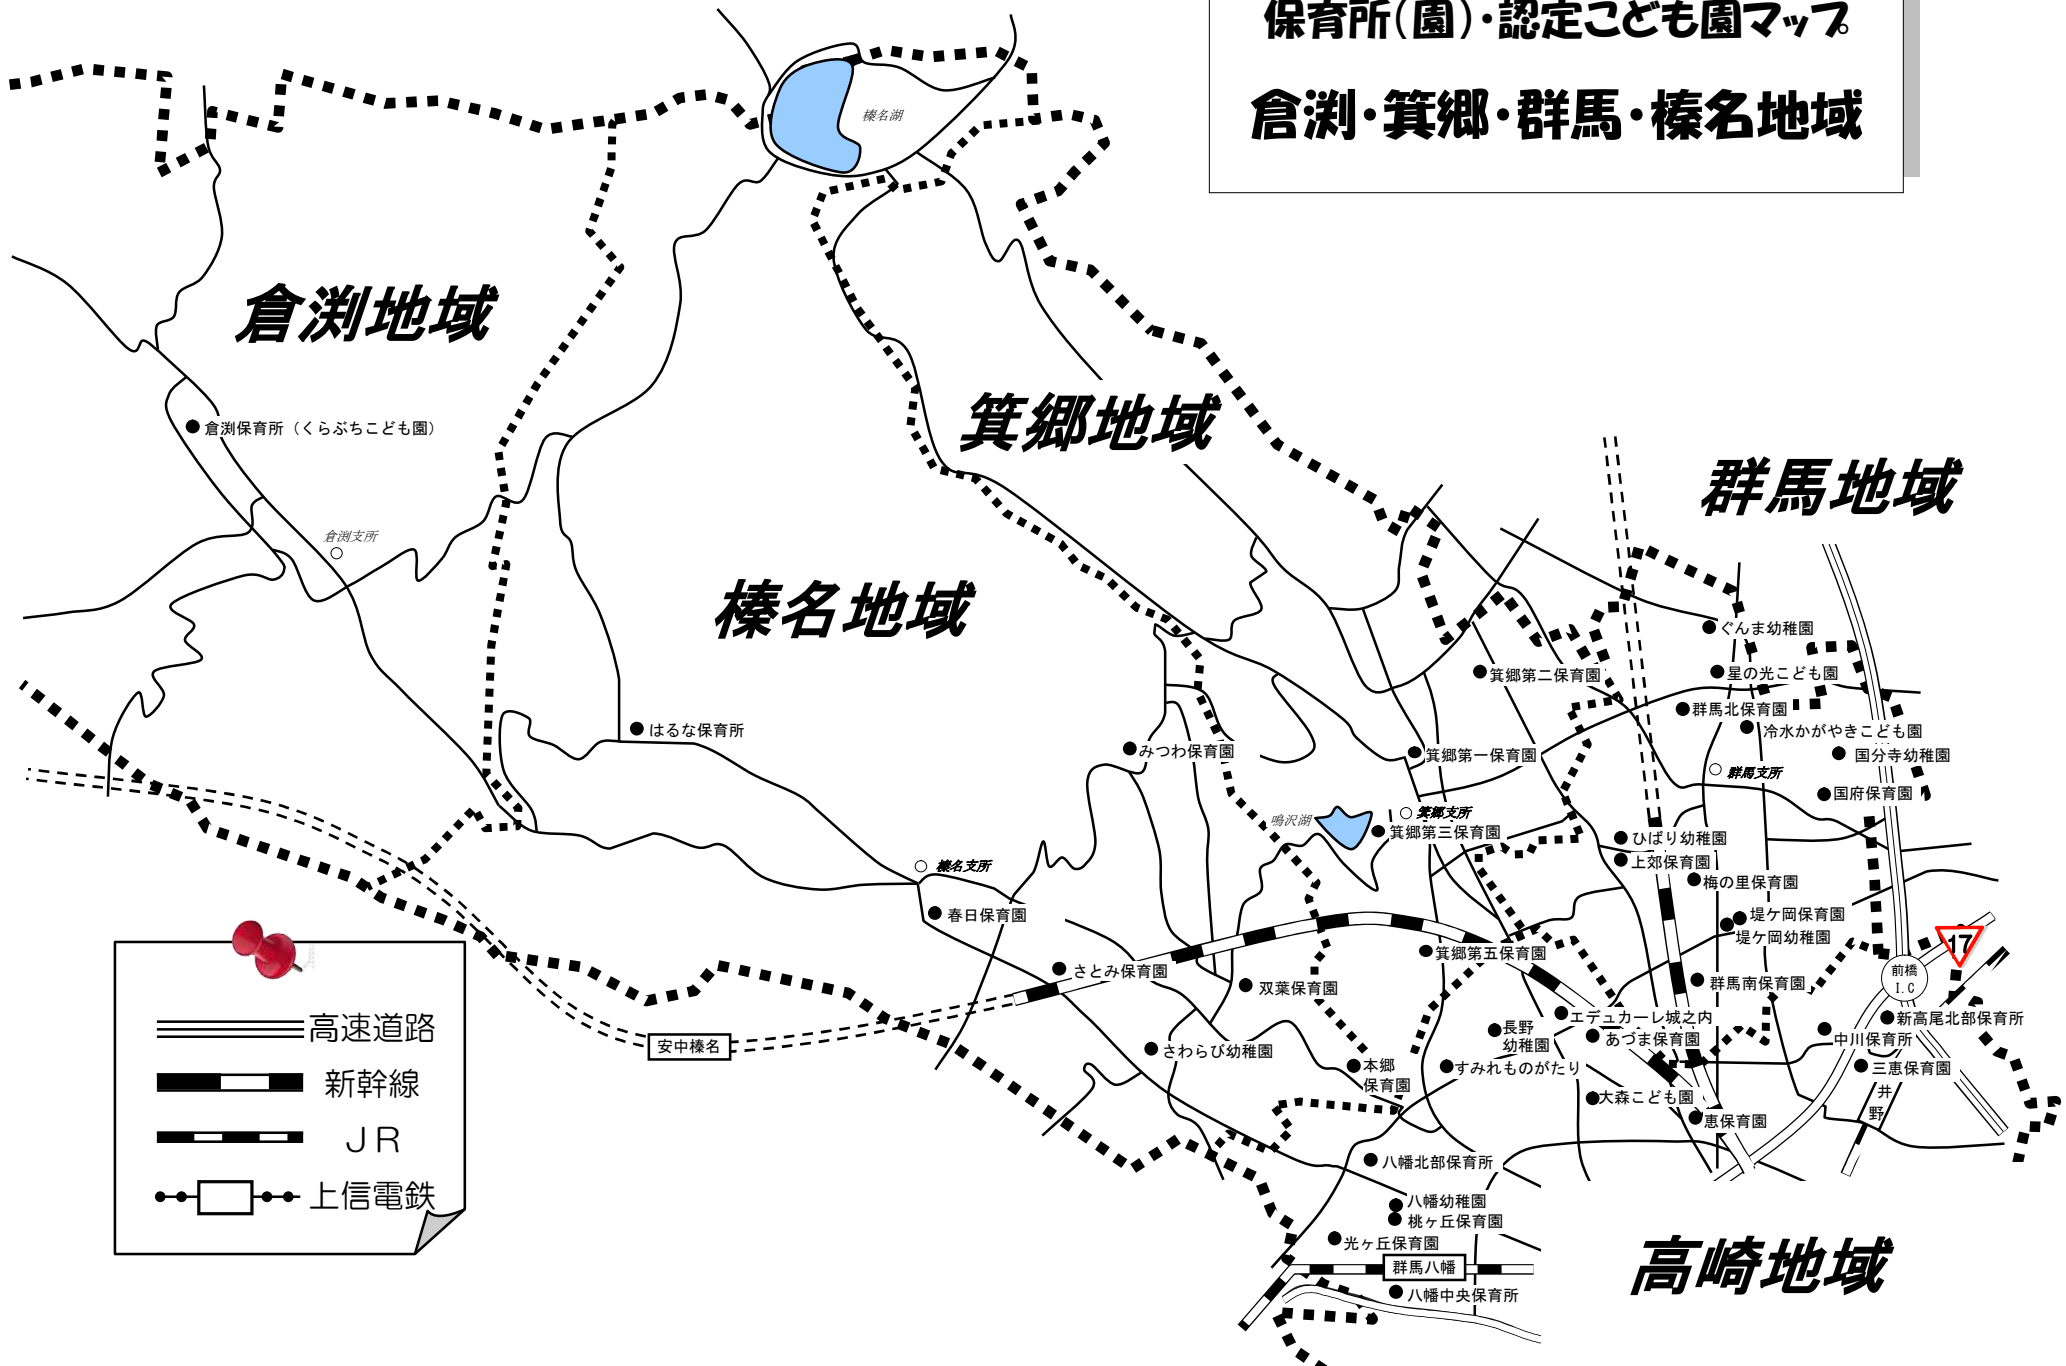 保育所(園)・認定こども園マップ。
倉渕・箕郷・群馬・榛名地域
榛名湖
倉渕地域
箕郷地域
倉渕保育所（くらぶちこども園）
群馬地域
倉渕支所
榛名地域
ぐんま幼稚園
箕郷第二保育園
星の光こども園
群馬北保育園
はるな保育所
冷水かがやきこども園
みつわ保育園
箕郷第一保育園
国分寺幼稚園
群馬支所
国府保育園
鳴沢湖
箕郷支所
箕郷第三保育園
ひばり幼稚園
上郊保育園
榛名支所
梅の里保育園
春日保育園
堤ケ岡保育園
堤ケ岡幼稚園
17
箕郷第五保育園
さとみ保育園
前橋
I.C
群馬南保育園
双葉保育園
エデュカーレ城之内
新高尾北部保育所
長野
幼稚園
あづま保育園
中川保育所
安中榛名
さわらび幼稚園
本郷
保育園
すみれものがたり
三恵保育園
井
野
大森こども園
恵保育園
八幡北部保育所
八幡幼稚園
桃ヶ丘保育園
光ヶ丘保育園
群馬八幡
高崎地域
八幡中央保育所
高速道路
新幹線
ＪＲ
上信電鉄